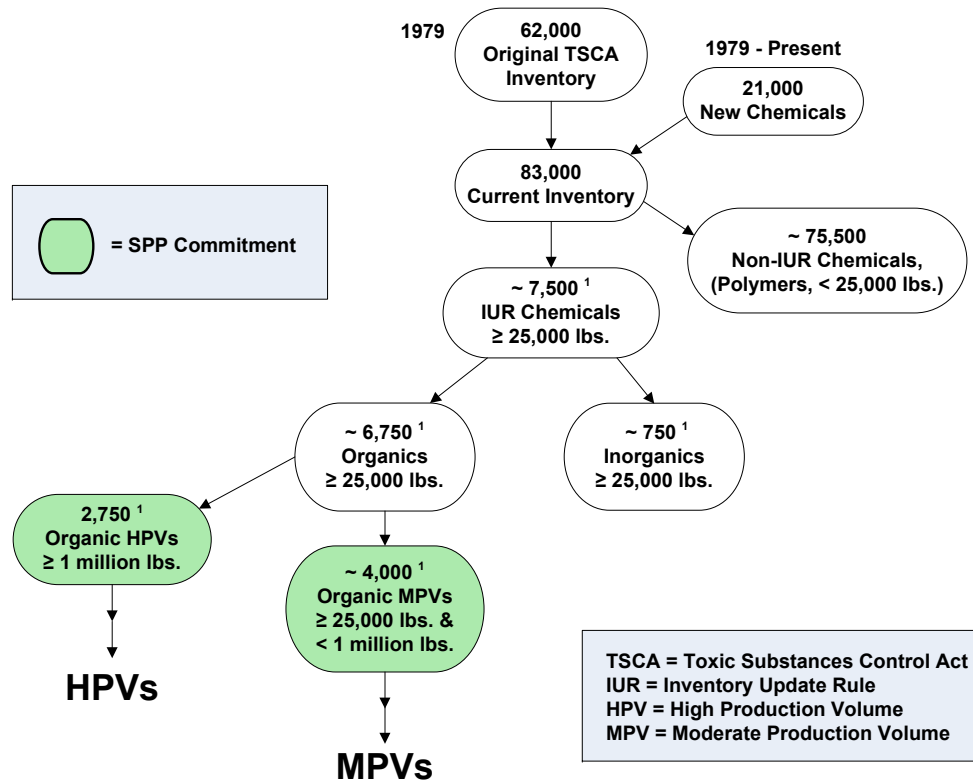 1979
62,000
Original TSCA
Inventory
1979 - Present
21,000
New Chemicals
83,000
Current Inventory
= SPP Commitment
~ 75,500
Non-IUR Chemicals,
(Polymers, < 25,000 lbs.)
~ 7,500 ¹
IUR Chemicals
≥ 25,000 lbs.
~ 6,750 ¹
Organics
≥ 25,000 lbs.
~ 750 ¹
Inorganics
≥ 25,000 lbs.
2,750 ¹
Organic HPVs
≥ 1 million lbs.
~ 4,000 ¹
Organic MPVs
≥ 25,000 lbs. &
< 1 million lbs.
HPVs
MPVs
TSCA = Toxic Substances Control Act
IUR = Inventory Update Rule
HPV = High Production Volume
MPV = Moderate Production Volume